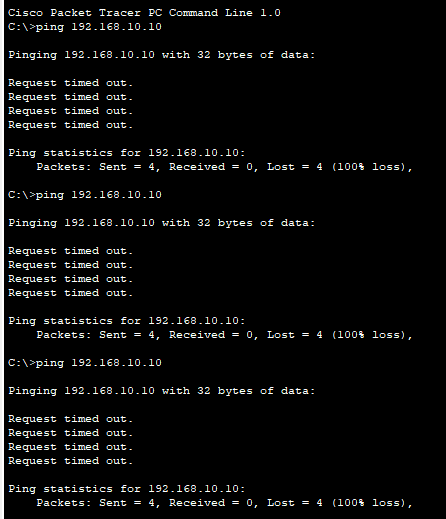 Cisco Packet Tracer PC Command Line 1.0
C:\>ping 192.168.10.10
Pinging 192.168.10.10 with 32 bytes of data:
Request timed out.
Request timed out.
Request timed out.
Request timed out.
Ping statistics for 192.168.10.10:
    Packets: Sent = 4, Received = 0, Lost = 4 (100% loss),
C:\>ping 192.168.10.10
Pinging 192.168.10.10 with 32 bytes of data:
Request timed out.
Request timed out.
Request timed out.
Request timed out.
Ping statistics for 192.168.10.10:
    Packets: Sent = 4, Received = 0, Lost = 4 (100% loss),
C:\>ping 192.168.10.10
Pinging 192.168.10.10 with 32 bytes of data:
Request timed out.
Request timed out.
Request timed out.
Request timed out.
Ping statistics for 192.168.10.10:
    Packets: Sent = 4, Received = 0, Lost = 4 (100% loss),